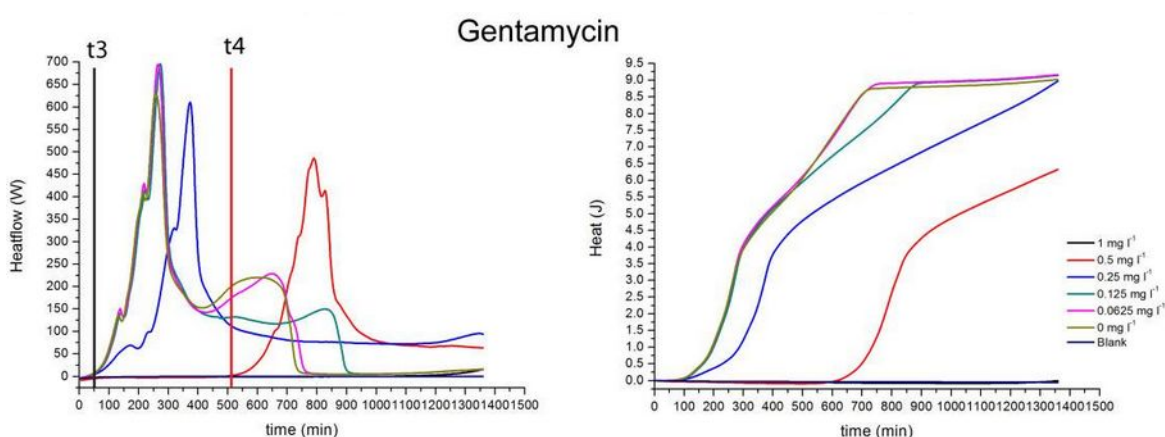 Gentamycin
t3
t4
Heatflow (W)
700
650
600
550
500
450
400
350
300
250
200
150
100
50
0
0 100 200 300 400 500 600 700 800 900 1000 1100 1200 1300 1400 1500
time (min)
Heat (J)
9.5
9.0
8.5
8.0
7.5
7.0
6.5
6.0
5.5
5.0
4.5
4.0
3.5
3.0
2.5
2.0
1.5
1.0
0.5
0.0
0 100 200 300 400 500 600 700 800 900 1000 1100 1200 1300 1400 1500
time (min)
1 mg l⁻¹
0.5 mg l⁻¹
0.25 mg l⁻¹
0.125 mg l⁻¹
0.0625 mg l⁻¹
0 mg l⁻¹
Blank